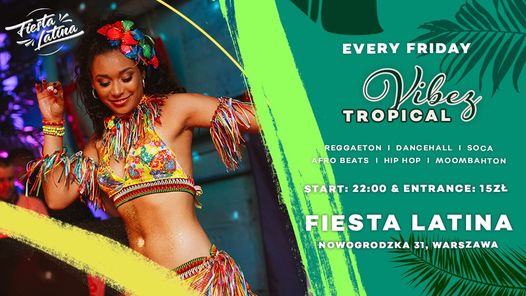 Fiesta
Latina
EVERY FRIDAY
Vibez
TROPICAL
REGGAETON | DANCEHALL | SOCA
AFRO BEATS | HIP HOP | MOOMBAHTON
START: 22:00 & ENTRANCE: 15ZŁ
FIESTA LATINA
NOWOGRODZKA 31, WARSZAWA